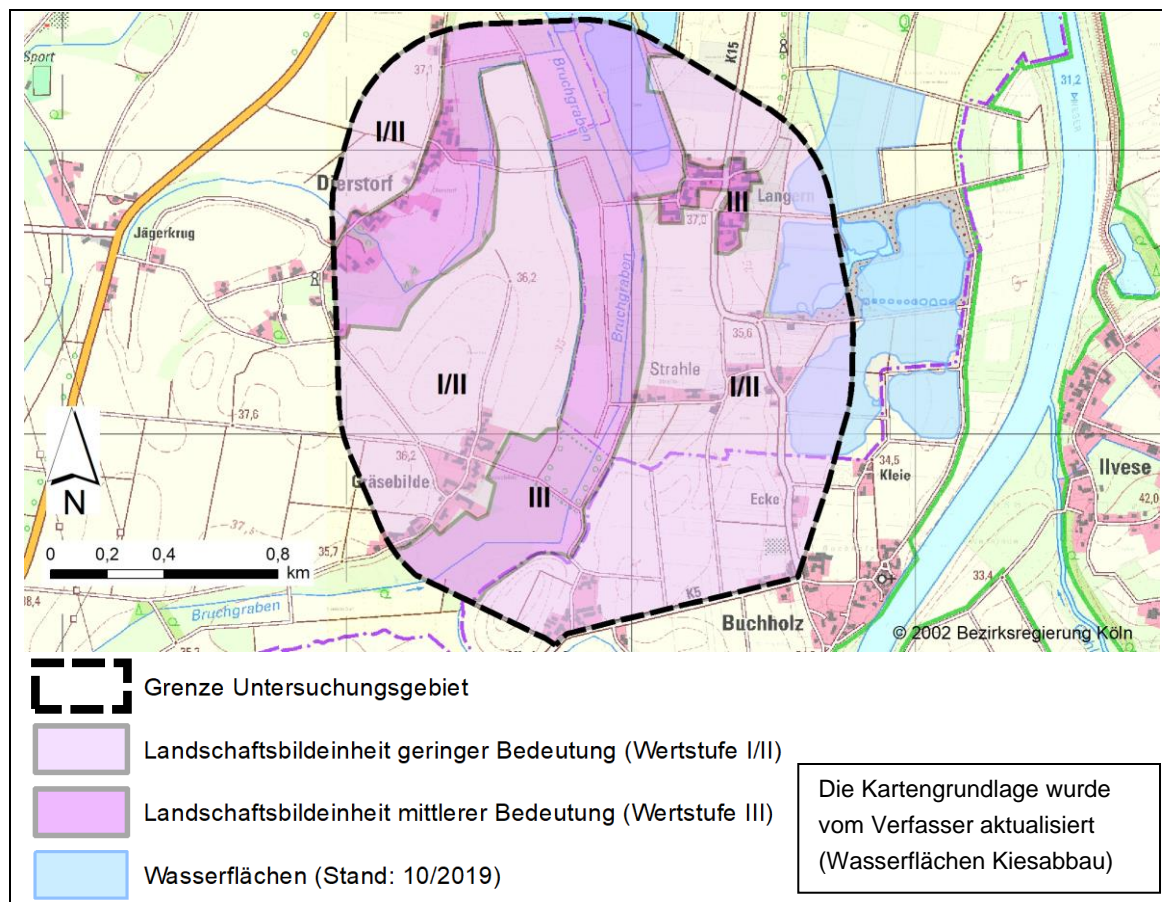 Sport
37,1
K15
31,2
Bruchgraben
I/II
Dierstorf
Langern
III
Jägerkrug
37,0
36,2
Bruchgraben
35,6
Strahle
I/II
I/II
37,6
36,2
34,5
Kleie
Gräsebilde
III
Ecke
Ilvese
42,0
N
0 0,2 0,4 0,8
km
35,7
Bruchgraben
33,4
K5
Buchholz
© 2002 Bezirksregierung Köln
Grenze Untersuchungsgebiet
Landschaftsbildeinheit geringer Bedeutung (Wertstufe I/II)
Landschaftsbildeinheit mittlerer Bedeutung (Wertstufe III)
Wasserflächen (Stand: 10/2019)
Die Kartengrundlage wurde
vom Verfasser aktualisiert
(Wasserflächen Kiesabbau)